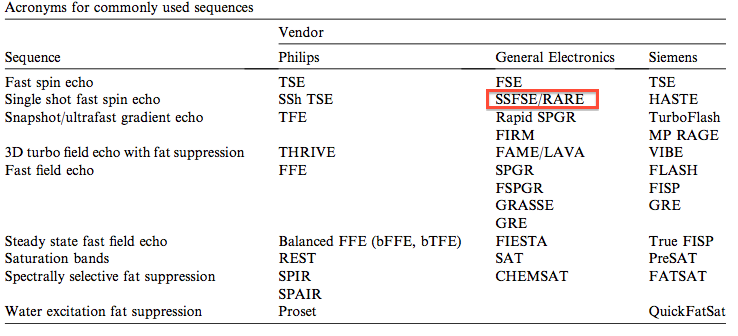 Acronyms for commonly used sequences
Vendor
Sequence Philips General Electronics Siemens
Fast spin echo TSE FSE TSE
Single shot fast spin echo SSh TSE SSFSE/RARE HASTE
Snapshot/ultrafast gradient echo TFE Rapid SPGR TurboFlash
FIRM MP RAGE
3D turbo field echo with fat suppression THRIVE FAME/LAVA VIBE
Fast field echo FFE SPGR FLASH
FSPGR FISP
GRASSE GRE
GRE
Steady state fast field echo Balanced FFE (bFFE, bTFE) FIESTA True FISP
Saturation bands REST SAT PreSAT
Spectrally selective fat suppression SPIR CHEMSAT FATSAT
SPAIR
Water excitation fat suppression Proset QuickFatSat